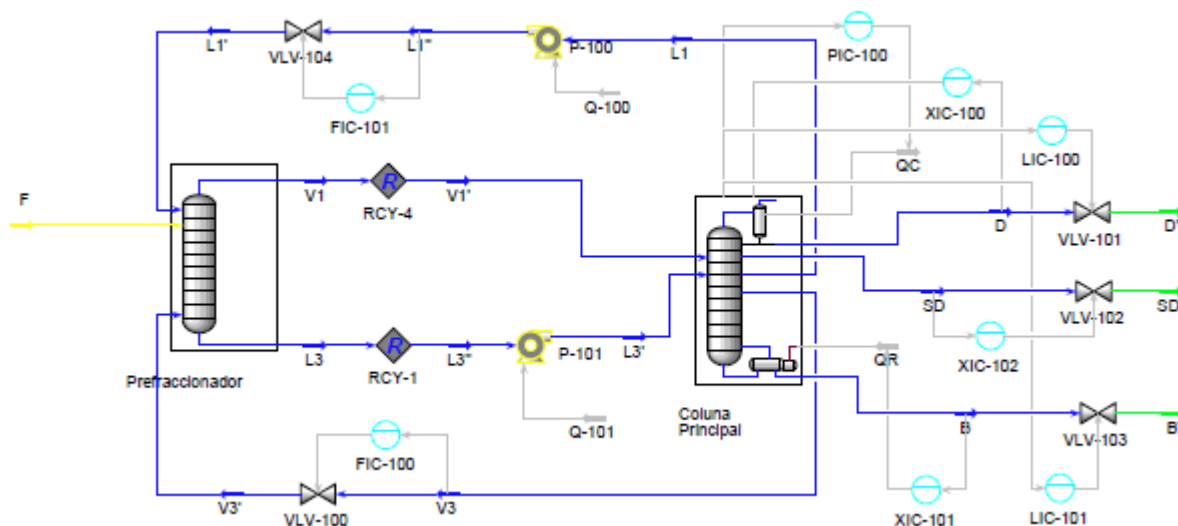 L1'
VLV-104
L1''
P-100
L1
PIC-100
XIC-100
FIC-101
Q-100
LIC-100
QC
F
V1
R
RCY-4
V1'
D
VLV-101
D'
SD
VLV-102
SD
L3
R
RCY-1
L3''
P-101
L3'
QR
XIC-102
Prefraccionador
Coluna
Principal
Q-101
B
VLV-103
B'
FIC-100
V3'
VLV-100
V3
XIC-101
LIC-101